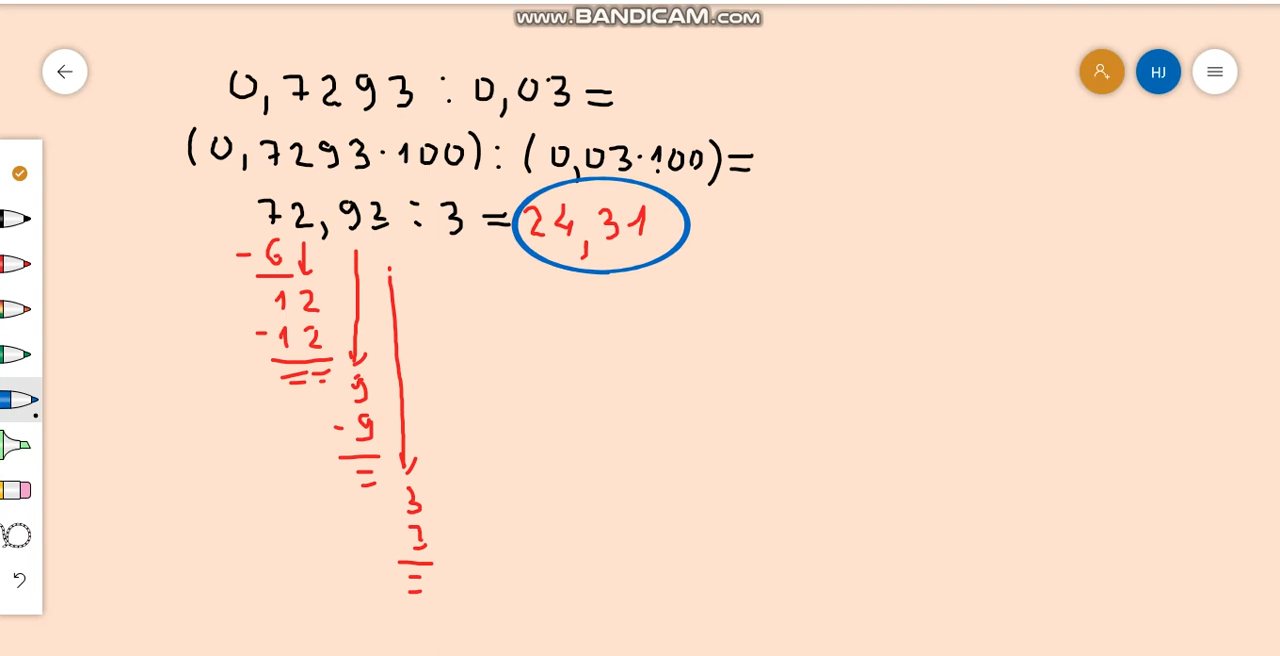 www.BANDICAM.com
0,7293 : 0,03 =
HJ
(0,7293·100) : (0,03·100) =
72,93 : 3 = 24,31
- 6
12
- 12
= =
9
- 9
=
3
3
=